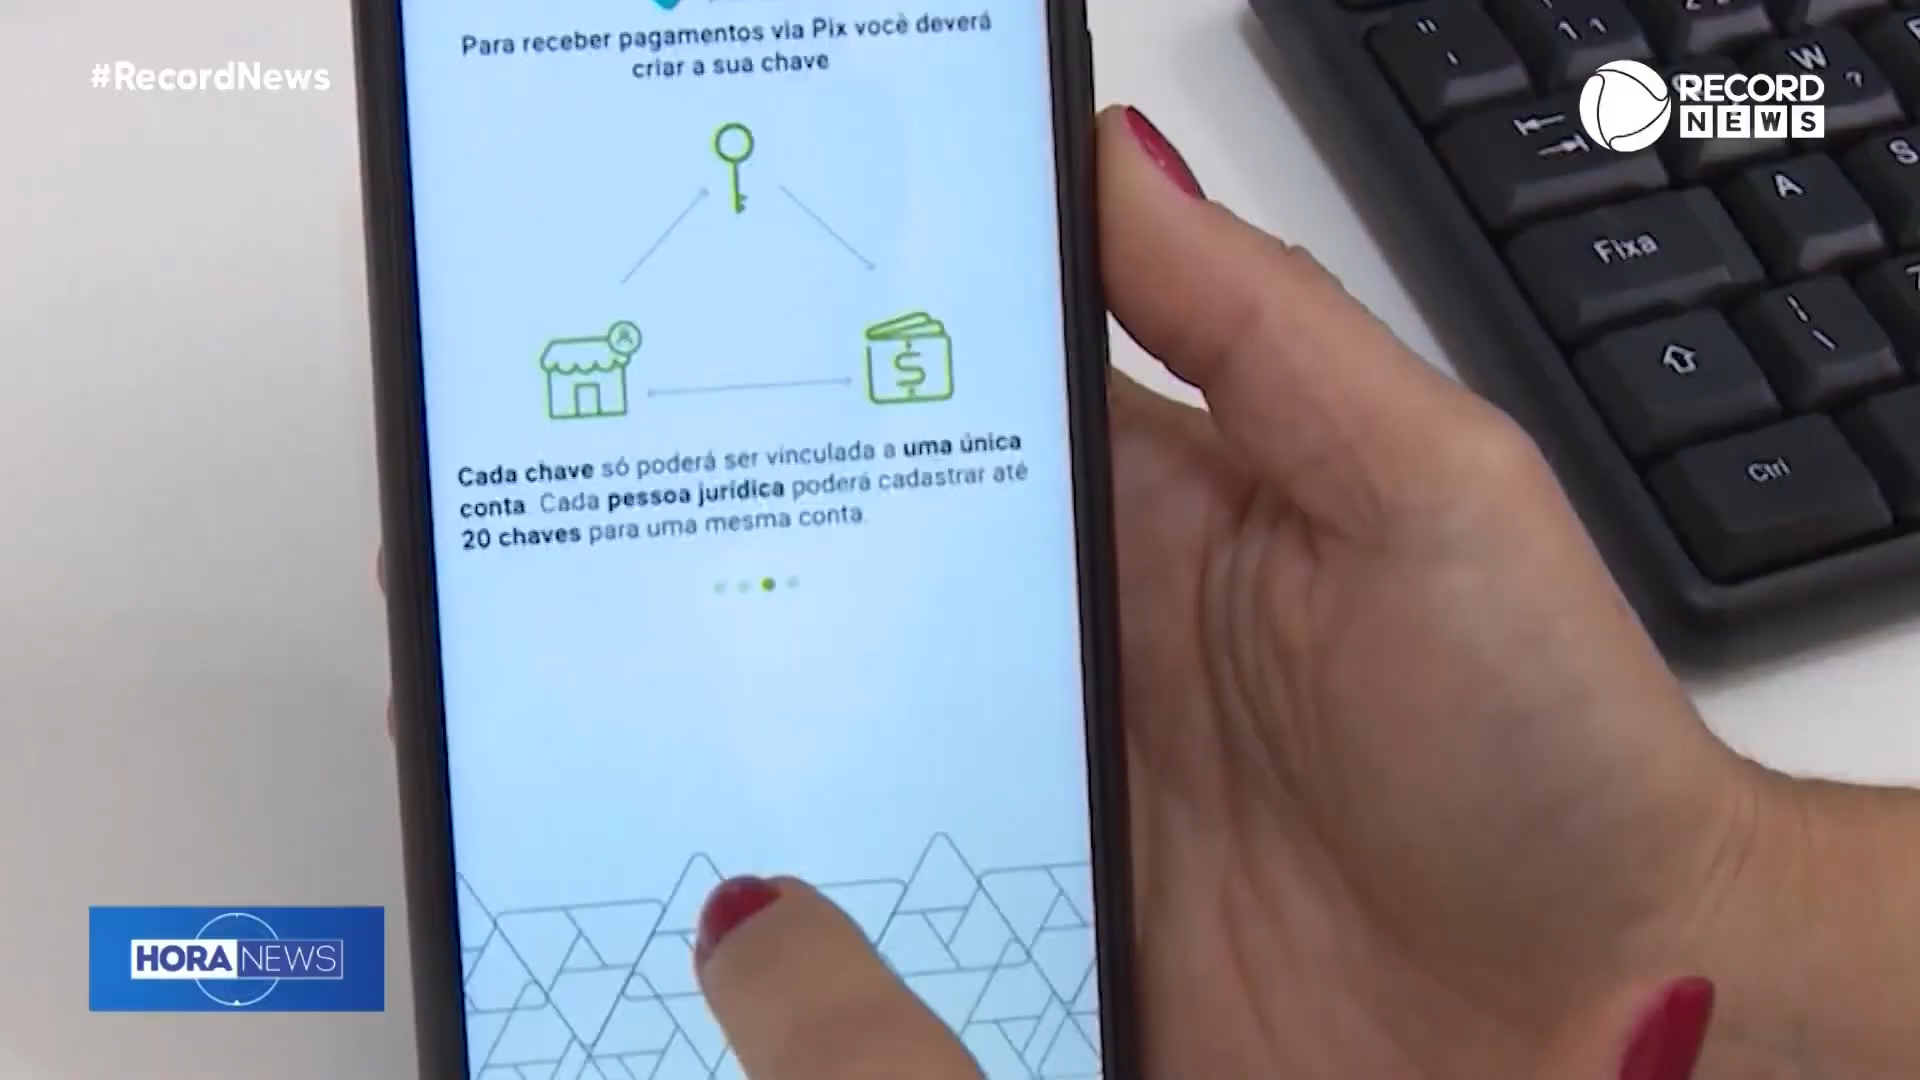 #RecordNews
RECORD
NEWS
Para receber pagamentos via Pix você deverá
criar a sua chave
Cada chave só poderá ser vinculada a uma única
conta. Cada pessoa jurídica poderá cadastrar até
20 chaves para uma mesma conta.
W
?
A
S
Fixa
Ctrl
HORA NEWS